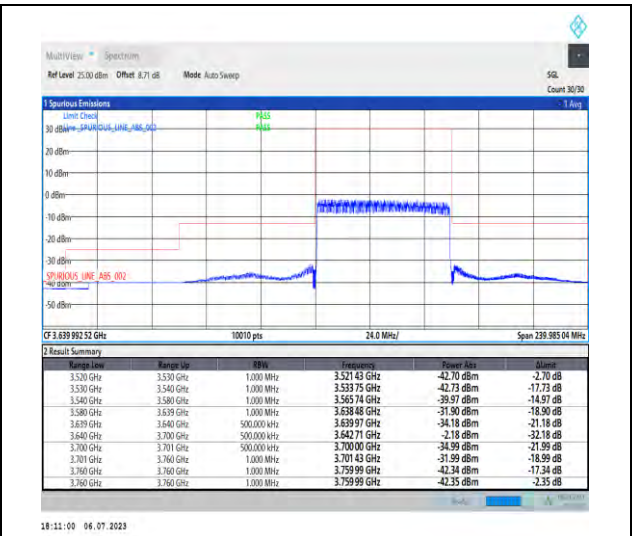 MultiView Spectrum
Ref Level 25.00 dBm Offset 8.71 dB Mode Auto Sweep SGL
Count 30/30
1 Spurious Emissions 1 Avg
Limit Check PASS
30 dBm Line _SPURIOUS_LINE_ABS_002 PASS
20 dBm
10 dBm
0 dBm
-10 dBm
-20 dBm
-30 dBm
SPURIOUS_LINE_ABS_002
-40 dBm
-50 dBm
CF 3.639 992 52 GHz 10010 pts 24.0 MHz/ Span 239.985 04 MHz
2 Result Summary
Range Low Range Up RBW Frequency Power Abs ΔLimit
3.520 GHz 3.530 GHz 1.000 MHz 3.521 43 GHz -42.70 dBm -2.70 dB
3.530 GHz 3.540 GHz 1.000 MHz 3.533 75 GHz -42.73 dBm -17.73 dB
3.540 GHz 3.580 GHz 1.000 MHz 3.565 74 GHz -39.97 dBm -14.97 dB
3.580 GHz 3.639 GHz 1.000 MHz 3.638 48 GHz -31.90 dBm -18.90 dB
3.639 GHz 3.640 GHz 500.000 kHz 3.639 97 GHz -34.18 dBm -21.18 dB
3.640 GHz 3.700 GHz 500.000 kHz 3.642 71 GHz -2.18 dBm -32.18 dB
3.700 GHz 3.701 GHz 500.000 kHz 3.700 00 GHz -34.99 dBm -21.99 dB
3.701 GHz 3.760 GHz 1.000 MHz 3.701 43 GHz -31.99 dBm -18.99 dB
3.760 GHz 3.760 GHz 1.000 MHz 3.759 99 GHz -42.34 dBm -17.34 dB
3.760 GHz 3.760 GHz 1.000 MHz 3.759 99 GHz -42.35 dBm -2.35 dB
18:11:00 06.07.2023